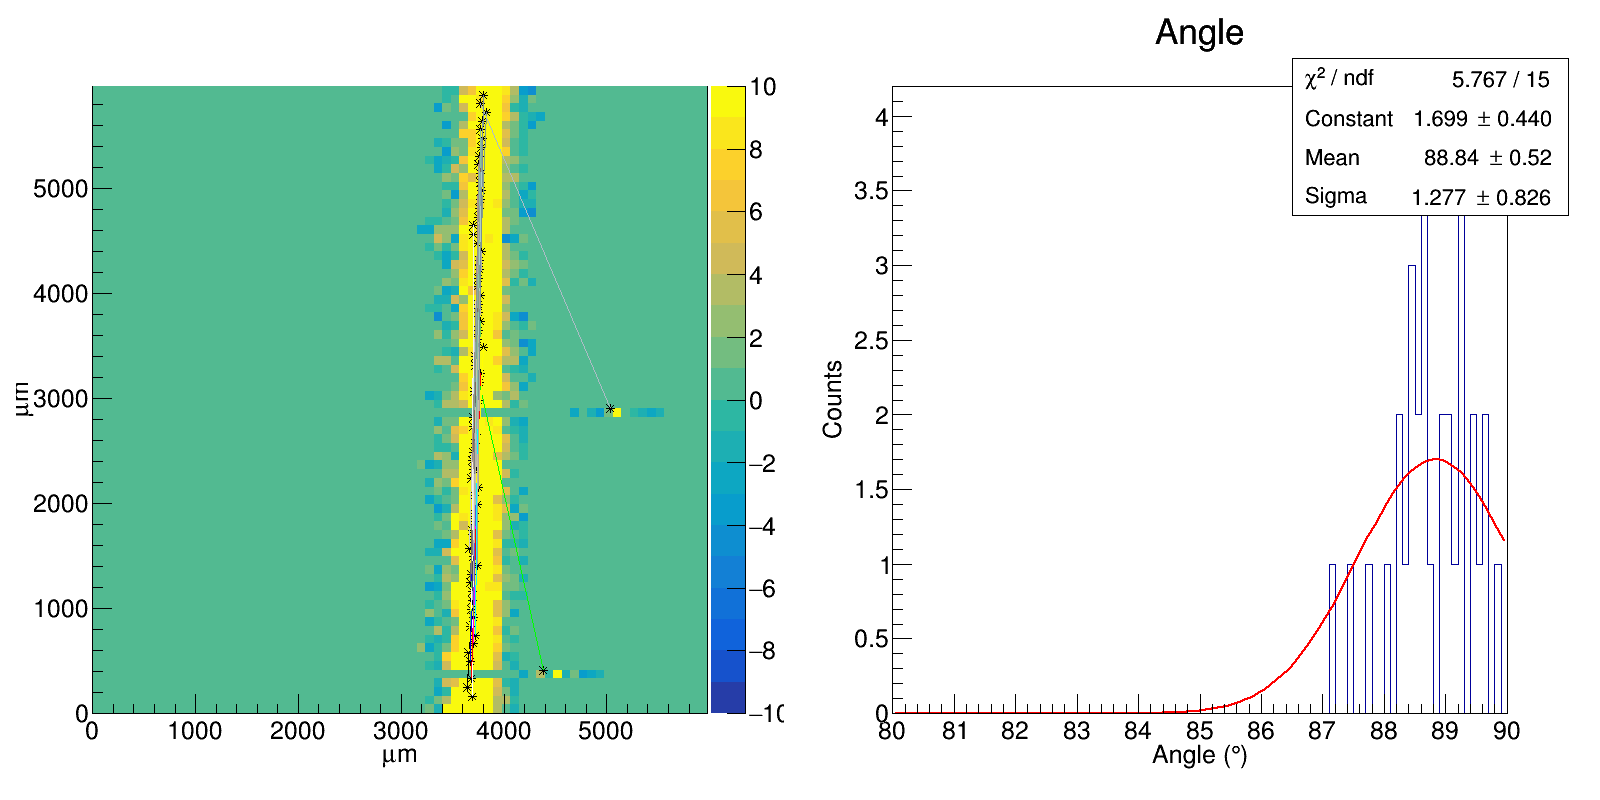 Angle
χ² / ndf 5.767 / 15
Constant 1.699 ± 0.440
Mean 88.84 ± 0.52
Sigma 1.277 ± 0.826
5000
4000
3000
2000
1000
0
μm
0 1000 2000 3000 4000 5000
μm
10
8
6
4
2
0
−2
−4
−6
−8
−10
4
3.5
3
2.5
2
1.5
1
0.5
0
Counts
80 81 82 83 84 85 86 87 88 89 90
Angle (°)